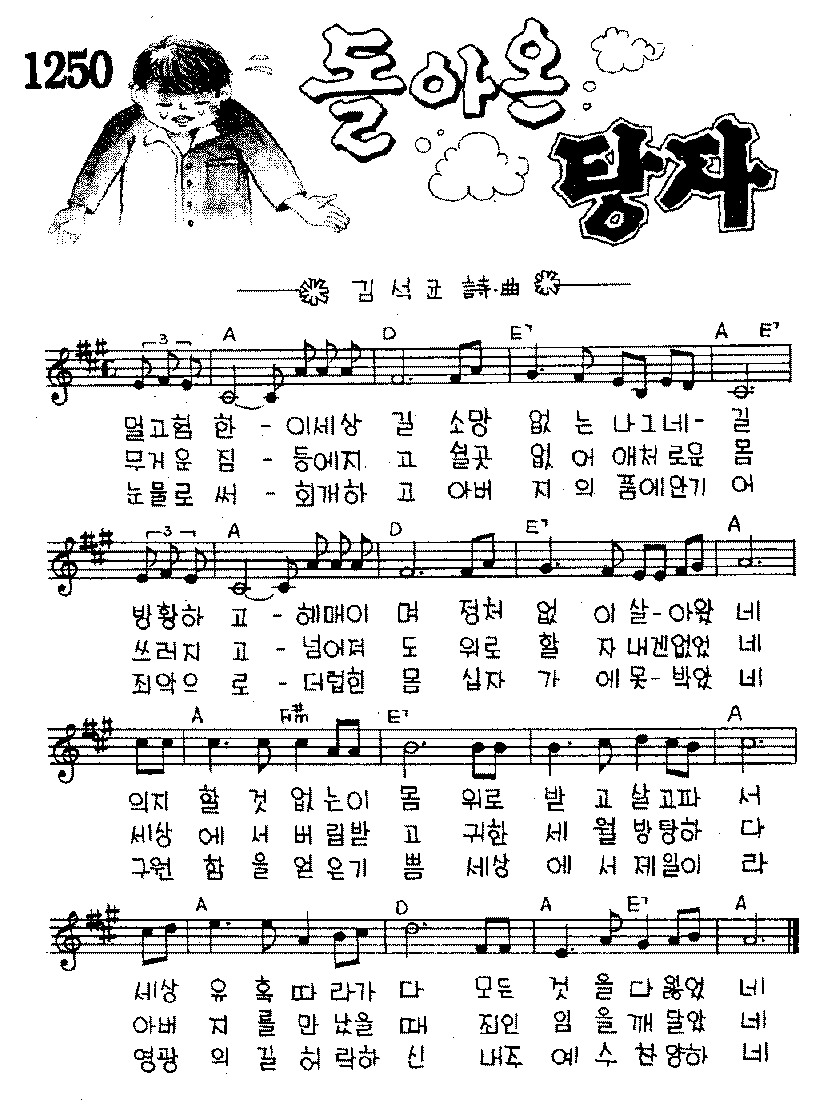 1250
돌아온
탕자
김석균 詩·曲
3 A D E7 A E7
멀고험 한 - 이세상 길 소망 없 는 나그네- 길
무거운 짐 - 등에지 고 쉴곳 없 어 애처로운 몸
눈물로 써 - 회개하 고 아버 지 의 품에안기 어
3 A D E7 A
방황하 고 - 헤매이 며 정처 없 이 살-아왔 네
쓰러지 고 - 넘어져 도 위로 할 자 내겐없었 네
죄악으 로 - 더럽힌 몸 십자 가 에 못-박았 네
A F#m E7 A
의지 할 것 없 는이 몸 위로 받 고 살고파 서
세상 에 서 버 림받 고 귀한 세 월 방탕하 다
구원 함 을 얻 은기 쁨 세상 에 서 제일이 라
A D A E7 A
세상 유 혹 따 라가 다 모든 것 을 다 잃었 네
아버 지 를 만 났을 때 죄인 임 을 깨 달았 네
영광 의 길 허 락하 신 내주 예 수 찬양하 네